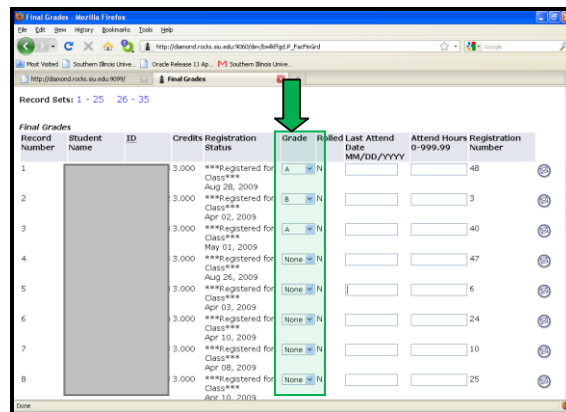 Final Grades - Mozilla Firefox
File Edit View History Bookmarks Tools Help
http://diamond.rocks.siu.edu:9060/dev/bwlkffgd.P_FacFinGrd
Google
Most Visited Southern Illinois Unive... Oracle Release 11 Ap... Southern Illinois Unive...
http://diamond.rocks.siu.edu:9099/ Final Grades
Record Sets: 1 - 25 26 - 35
Final Grades
Record Number Student Name ID Credits Registration Status Grade Rolled Last Attend Date MM/DD/YYYY Attend Hours 0-999.99 Registration Number
1 3.000 ***Registered for Class*** Aug 28, 2009 A N 48
2 3.000 ***Registered for Class*** Apr 02, 2009 B N 3
3 3.000 ***Registered for Class*** May 01, 2009 A N 40
4 3.000 ***Registered for Class*** Aug 26, 2009 None N 47
5 3.000 ***Registered for Class*** Apr 03, 2009 None N 6
6 3.000 ***Registered for Class*** Apr 10, 2009 None N 24
7 3.000 ***Registered for Class*** Apr 08, 2009 None N 10
8 3.000 ***Registered for Class*** Apr 10, 2009 None N 25
Done